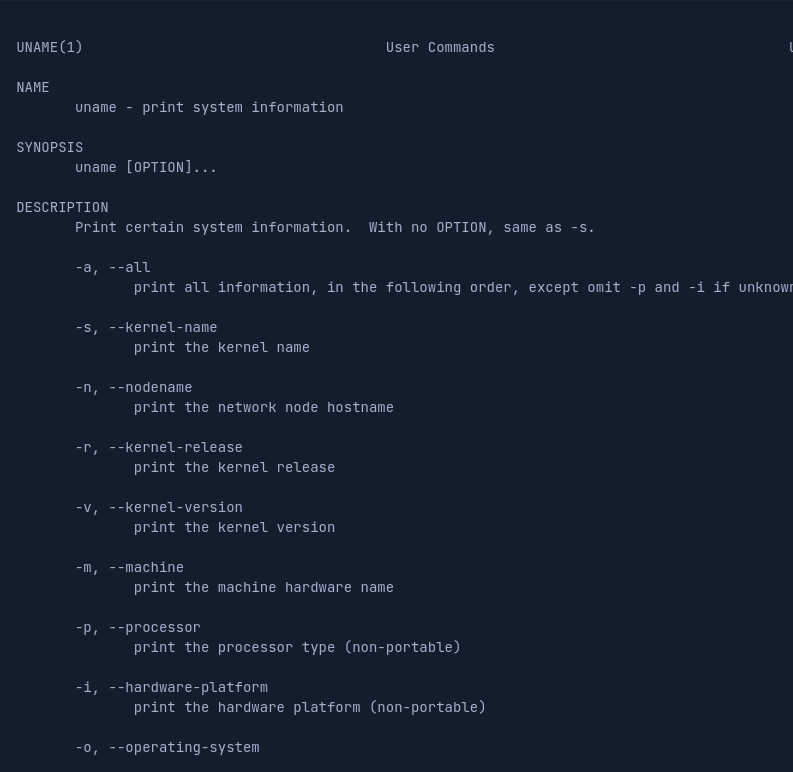 UNAME(1) User Commands
NAME
uname - print system information
SYNOPSIS
uname [OPTION]...
DESCRIPTION
Print certain system information. With no OPTION, same as -s.
-a, --all
print all information, in the following order, except omit -p and -i if unknown
-s, --kernel-name
print the kernel name
-n, --nodename
print the network node hostname
-r, --kernel-release
print the kernel release
-v, --kernel-version
print the kernel version
-m, --machine
print the machine hardware name
-p, --processor
print the processor type (non-portable)
-i, --hardware-platform
print the hardware platform (non-portable)
-o, --operating-system